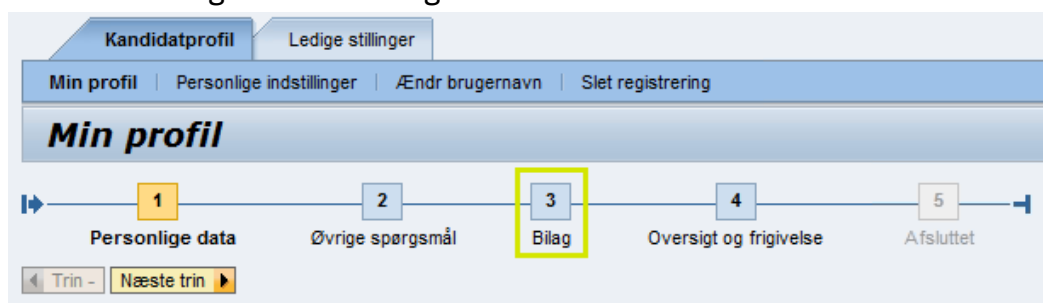 Kandidatprofil Ledige stillinger
Min profil | Personlige indstillinger | Ændr brugernavn | Slet registrering
Min profil
1 2 3 4 5
Personlige data Øvrige spørgsmål Bilag Oversigt og frigivelse Afsluttet
Trin - Næste trin